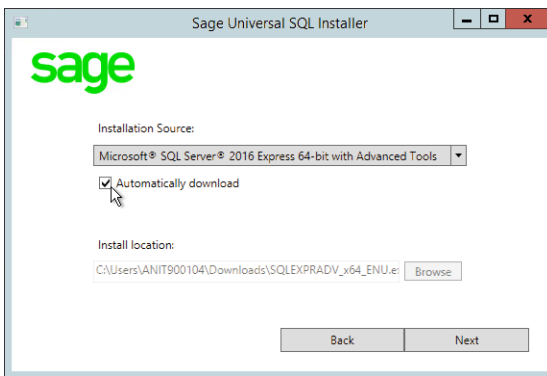 Sage Universal SQL Installer
sage
Installation Source:
Microsoft® SQL Server® 2016 Express 64-bit with Advanced Tools
Automatically download
Install location:
C:\Users\ANIT900104\Downloads\SQLEXPRADV_x64_ENU.e
Browse
Back
Next